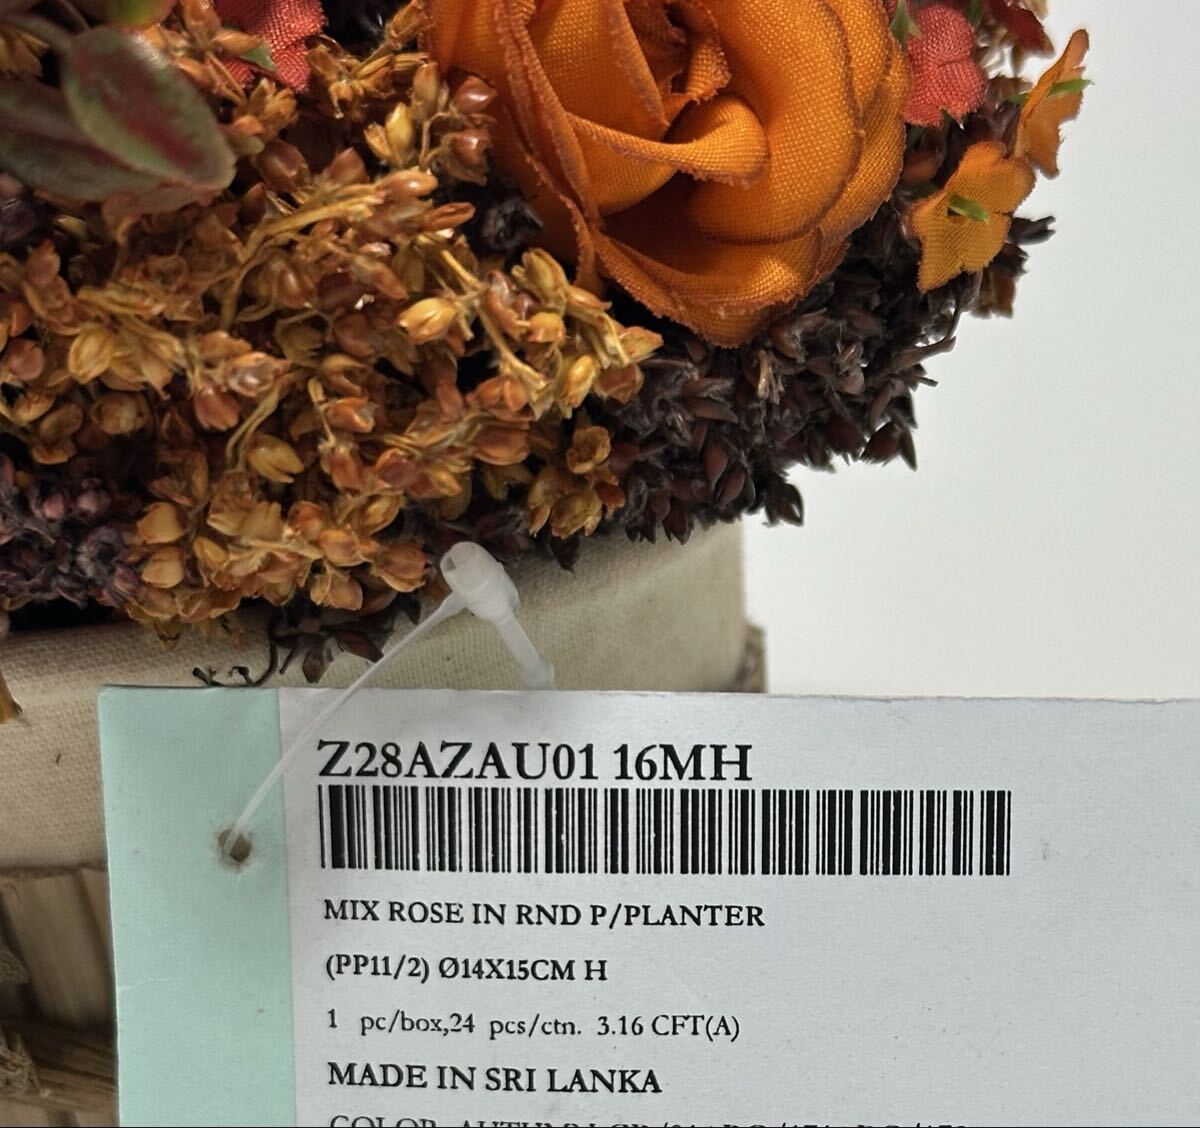 Z28AZAU01 16MH
MIX ROSE IN RND P/PLANTER
(PP11/2) Ø14X15CM H
1 pc/box,24 pcs/ctn. 3.16 CFT(A)
MADE IN SRI LANKA
COLOR